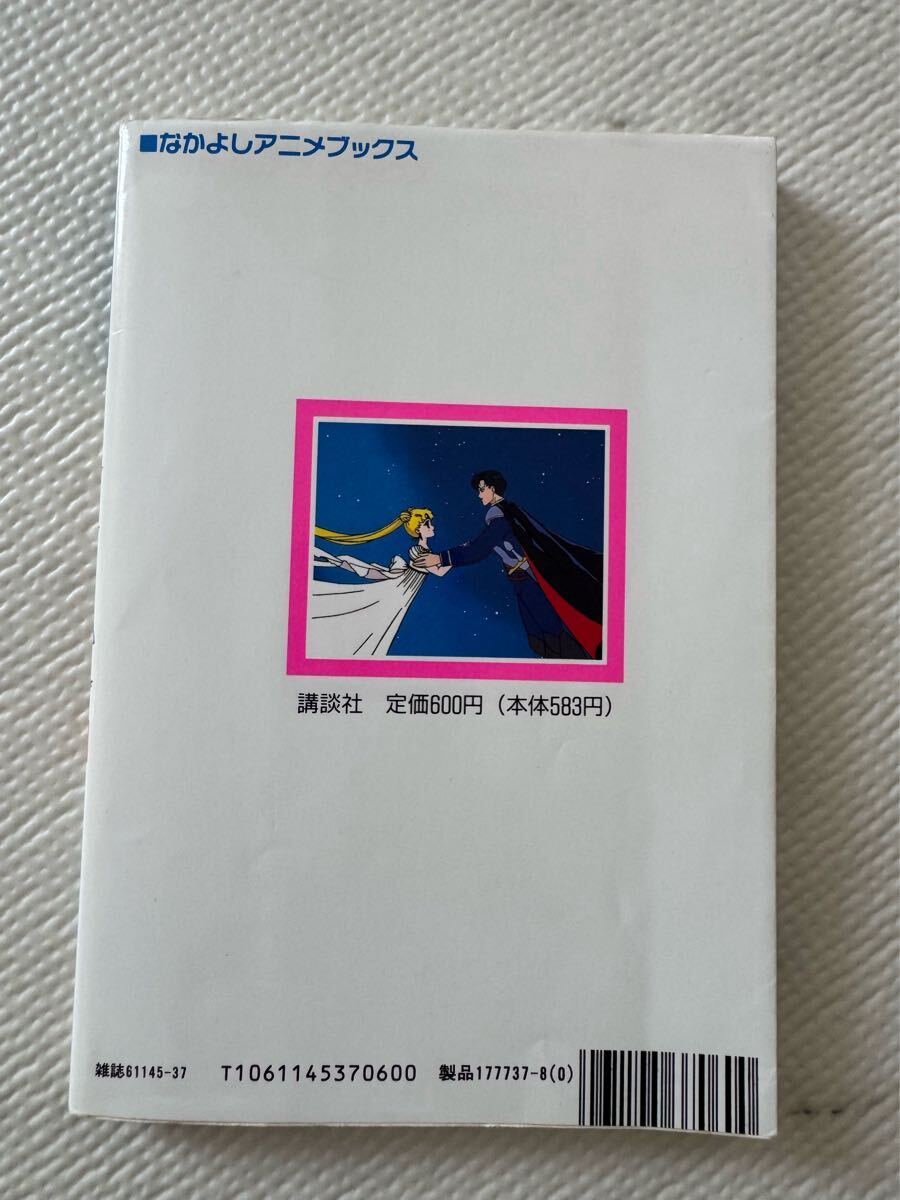 ■なかよしアニメブックス
講談社 定価600円（本体583円）
雑誌61145-37 T1061145370600 製品177737-8(0)